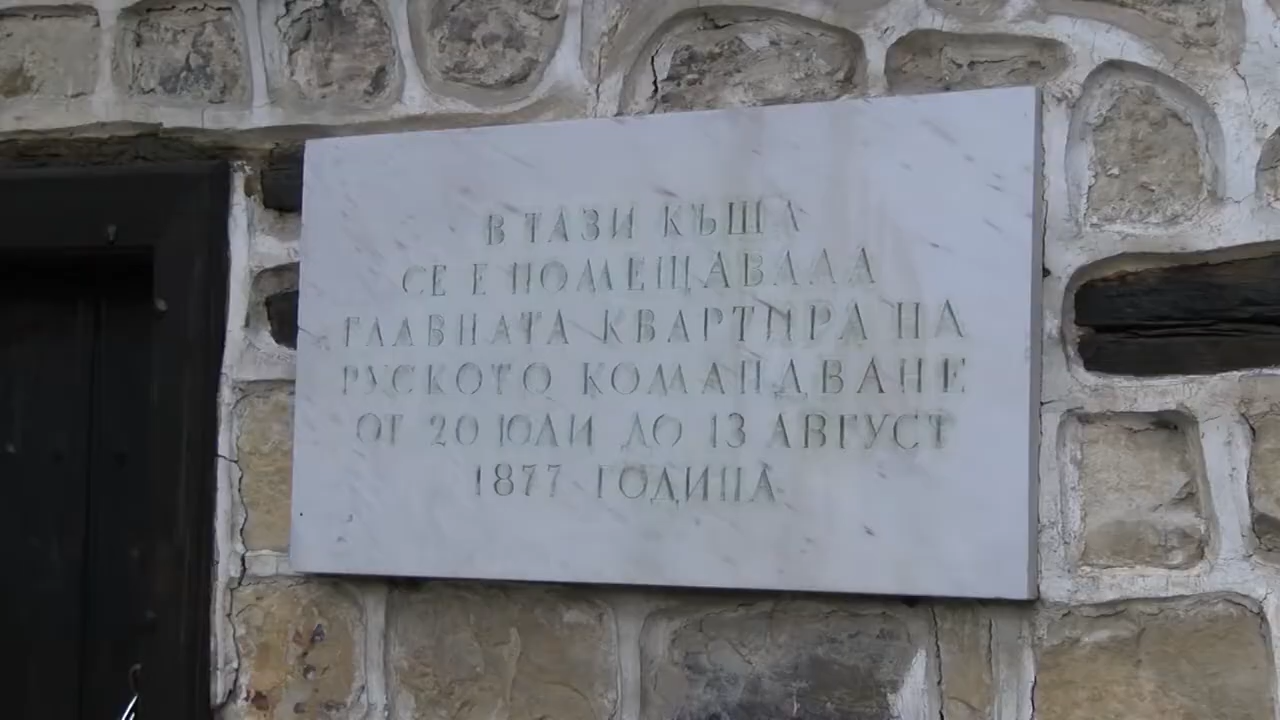 В ТАЗИ КЪЩА
СЕ Е ПОМЕЩАВАЛА
ГЛАВНАТА КВАРТИРА НА
РУСКОТО КОМАНДВАНЕ
ОТ 20 ЮЛИ ДО 13 АВГУСТ
1877 ГОДИНА